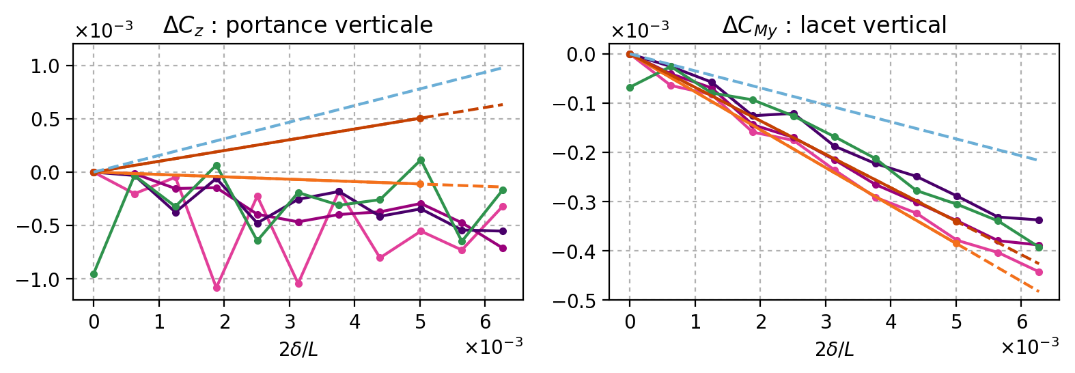 ×10⁻³ ΔC_z : portance verticale
1.0
0.5
0.0
−0.5
−1.0
0 1 2 3 4 5 6
2δ/L ×10⁻³
×10⁻³ ΔC_My : lacet vertical
0.0
−0.1
−0.2
−0.3
−0.4
−0.5
0 1 2 3 4 5 6
2δ/L ×10⁻³